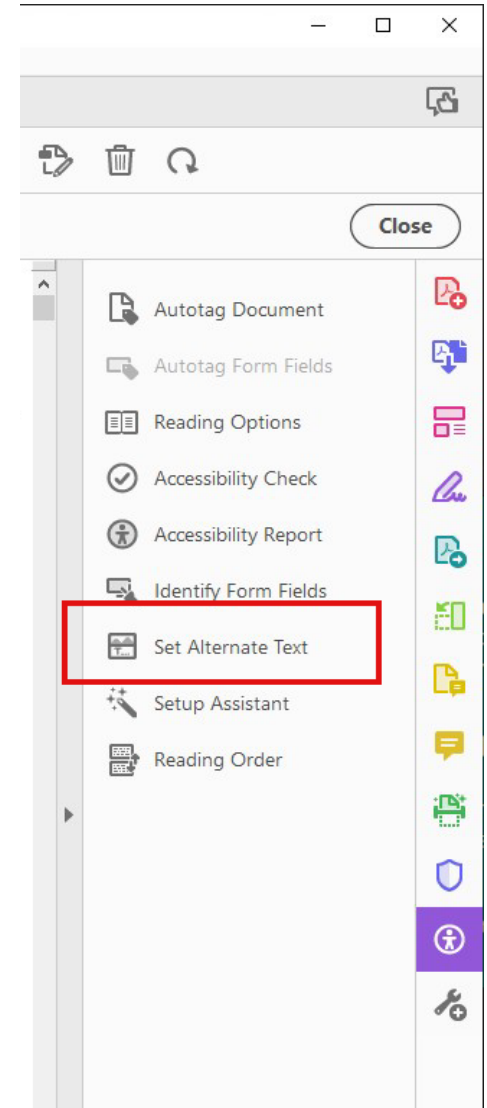 Close
Autotag Document
Autotag Form Fields
Reading Options
Accessibility Check
Accessibility Report
Identify Form Fields
Set Alternate Text
Setup Assistant
Reading Order